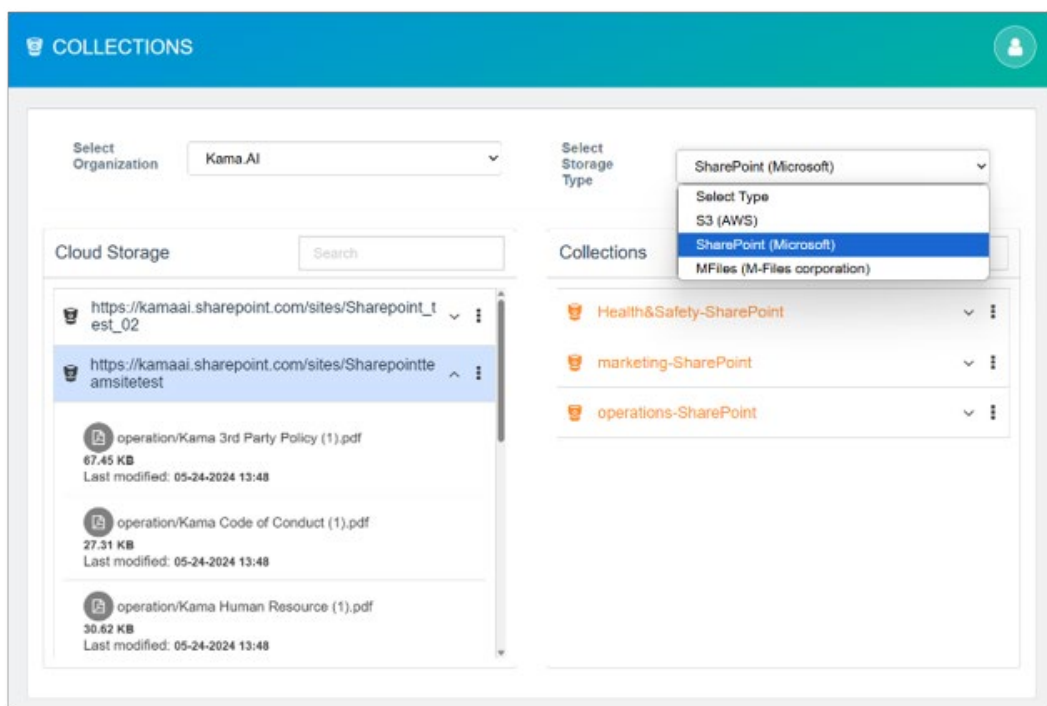 COLLECTIONS
Select
Organization
Kama.AI
Select
Storage
Type
SharePoint (Microsoft)
Select Type
S3 (AWS)
SharePoint (Microsoft)
MFiles (M-Files corporation)
Cloud Storage
Search
https://kamaai.sharepoint.com/sites/Sharepoint_t
est_02
https://kamaai.sharepoint.com/sites/Sharepointte
amsitetest
operation/Kama 3rd Party Policy (1).pdf
67.45 KB
Last modified: 05-24-2024 13:48
operation/Kama Code of Conduct (1).pdf
27.31 KB
Last modified: 05-24-2024 13:48
operation/Kama Human Resource (1).pdf
30.62 KB
Last modified: 05-24-2024 13:48
Collections
Health&Safety-SharePoint
marketing-SharePoint
operations-SharePoint